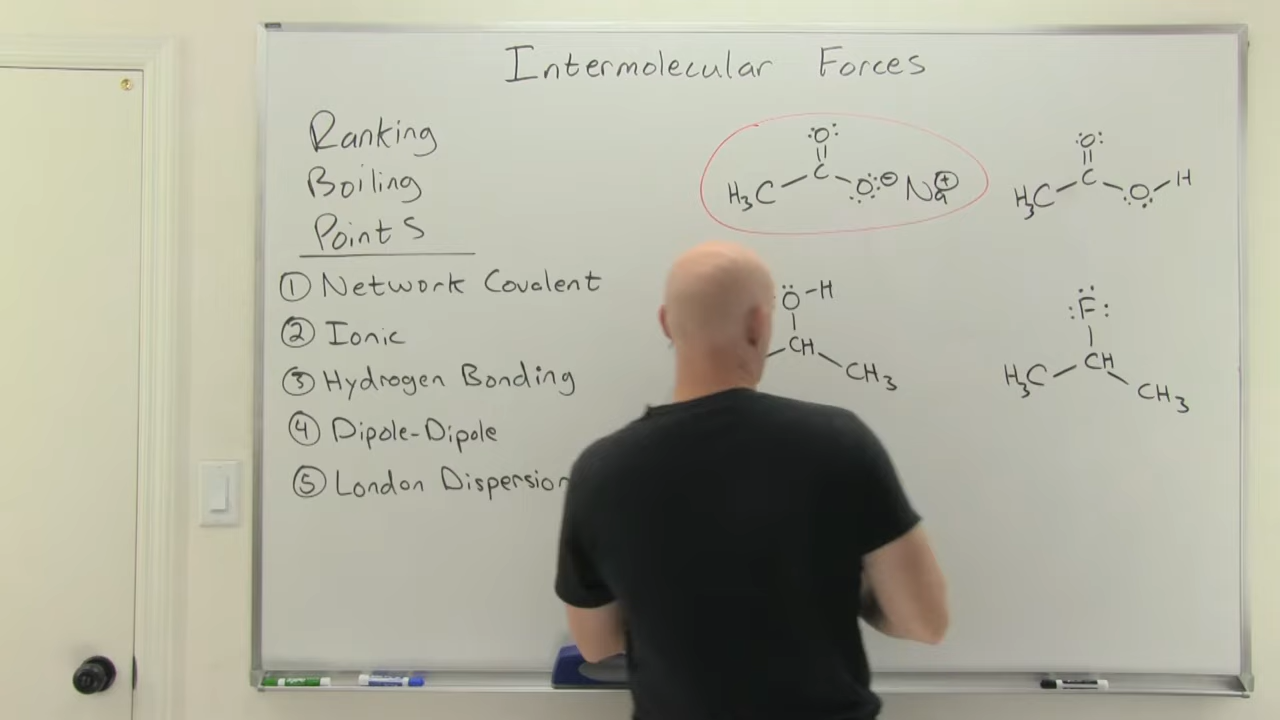 Intermolecular Forces
Ranking
Boiling
Points
① Network Covalent
② Ionic
③ Hydrogen Bonding
④ Dipole-Dipole
⑤ London Dispersion
O
H3C C O ⊖ Na ⊕
O
H3C C O H
O-H
CH
CH3
F
H3C CH
CH3